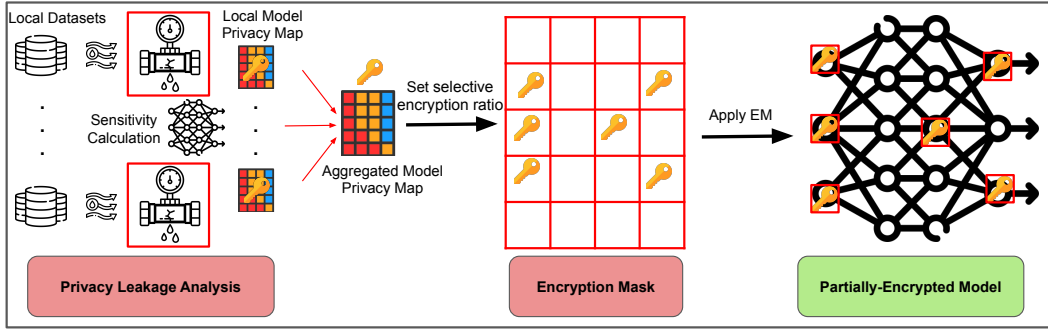 Local Datasets
Local Model
Privacy Map
Sensitivity
Calculation
Aggregated Model
Privacy Map
Set selective
encryption ratio
Apply EM
Privacy Leakage Analysis
Encryption Mask
Partially-Encrypted Model